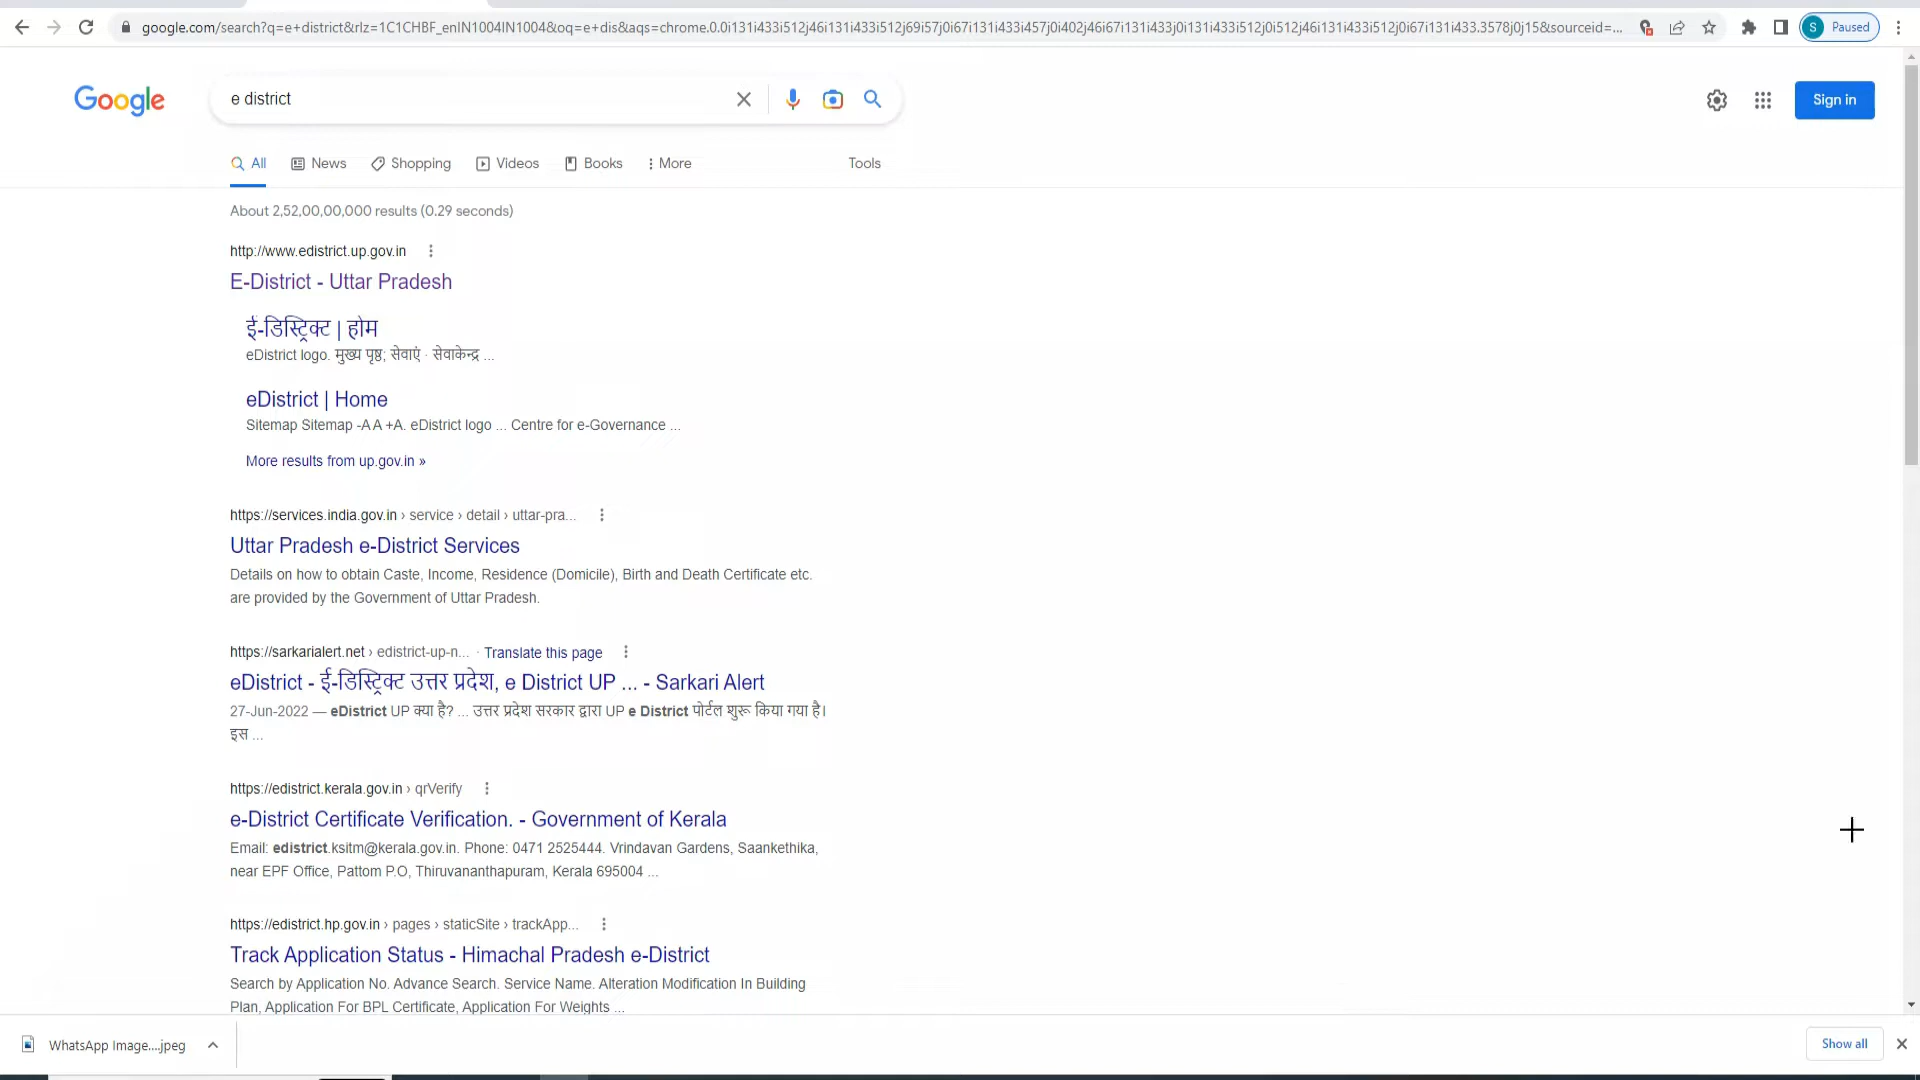 google.com/search?q=e+district&rlz=1C1CHBF_enIN1004IN1004&oq=e+dis&aqs=chrome.0.0i131i433i512j46i131i433i512j69i57j0i67i131i433i457j0i402j46i67i131i433j0i131i433i512j0i512j46i131i433i512j0i67i131i433.3578j0j15&sourceid=...
S Paused
Google
e district
Sign in
All News Shopping Videos Books More Tools
About 2,52,00,00,000 results (0.29 seconds)
http://www.edistrict.up.gov.in
E-District - Uttar Pradesh
ई-डिस्ट्रिक्ट | होम
eDistrict logo. मुख्य पृष्ठ; सेवाएं · सेवाकेन्द्र ...
eDistrict | Home
Sitemap Sitemap -A A +A. eDistrict logo ... Centre for e-Governance ...
More results from up.gov.in »
https://services.india.gov.in › service › detail › uttar-pra...
Uttar Pradesh e-District Services
Details on how to obtain Caste, Income, Residence (Domicile), Birth and Death Certificate etc.
are provided by the Government of Uttar Pradesh.
https://sarkarialert.net › edistrict-up-n... · Translate this page
eDistrict - ई-डिस्ट्रिक्ट उत्तर प्रदेश, e District UP ... - Sarkari Alert
27-Jun-2022 — eDistrict UP क्या है? ... उत्तर प्रदेश सरकार द्वारा UP e District पोर्टल शुरू किया गया है।
इस ...
https://edistrict.kerala.gov.in › qrVerify
e-District Certificate Verification. - Government of Kerala
Email: edistrict.ksitm@kerala.gov.in. Phone: 0471 2525444. Vrindavan Gardens, Saankethika,
near EPF Office, Pattom P.O, Thiruvananthapuram, Kerala 695004 ...
https://edistrict.hp.gov.in › pages › staticSite › trackApp...
Track Application Status - Himachal Pradesh e-District
Search by Application No. Advance Search. Service Name. Alteration Modification In Building
Plan, Application For BPL Certificate, Application For Weights ...
WhatsApp Image....jpeg
Show all